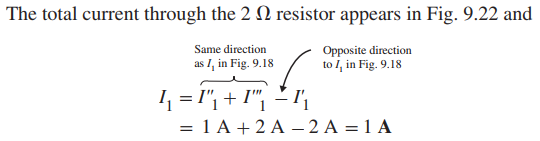 The total current through the 2 Ω resistor appears in Fig. 9.22 and
Same direction
as I₁ in Fig. 9.18
Opposite direction
to I₁ in Fig. 9.18
I₁ = I″₁ + I‴₁ − I′₁
= 1 A + 2 A − 2 A = 1 A